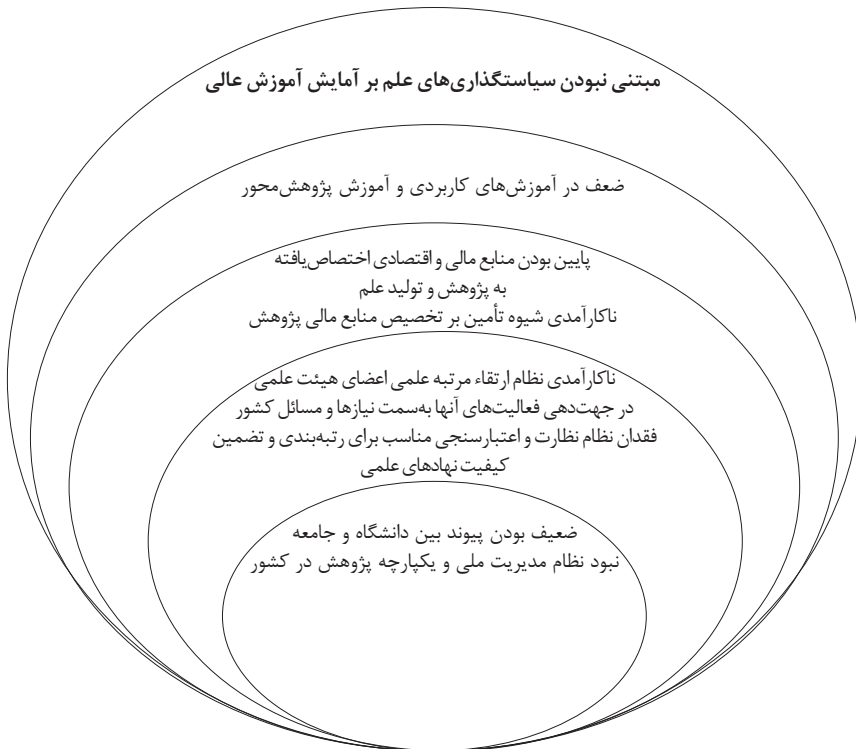 مبتنی نبودن سیاستگذاری‌های علم بر آمایش آموزش عالی
ضعف در آموزش‌های کاربردی و آموزش پژوهش‌محور
پایین بودن منابع مالی و اقتصادی اختصاص‌یافته
به پژوهش و تولید علم
ناکارآمدی شیوه تأمین بر تخصیص منابع مالی پژوهش
ناکارآمدی نظام ارتقاء مرتبه علمی اعضای هیئت علمی
در جهت‌دهی فعالیت‌های آنها به‌سمت نیازها و مسائل کشور
فقدان نظام نظارت و اعتبارسنجی مناسب برای رتبه‌بندی و تضمین
کیفیت نهادهای علمی
ضعیف بودن پیوند بین دانشگاه و جامعه
نبود نظام مدیریت ملی و یکپارچه پژوهش در کشور